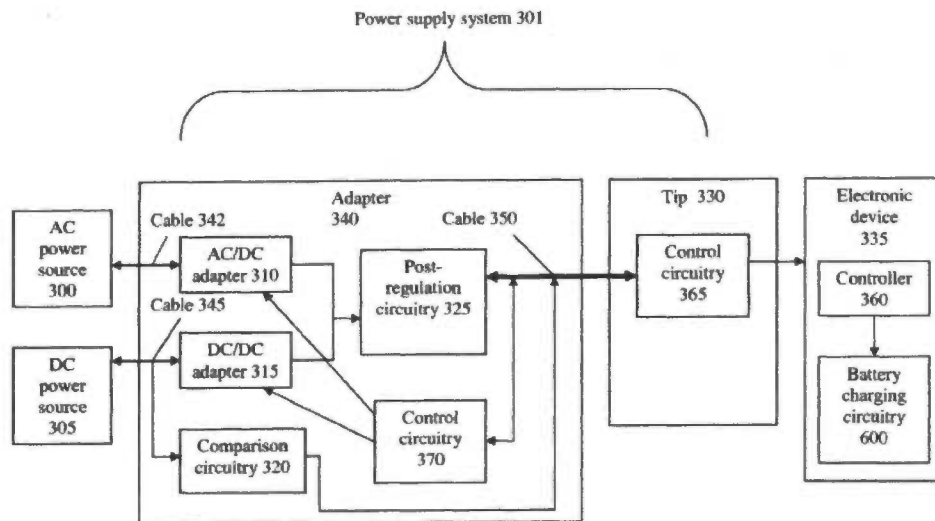 Power supply system 301
AC
power
source
300
Cable 342
DC
power
source
305
Cable 345
Adapter
340
AC/DC
adapter 310
DC/DC
adapter 315
Comparison
circuitry 320
Post-
regulation
circuitry 325
Control
circuitry
370
Cable 350
Tip 330
Control
circuitry
365
Electronic
device
335
Controller
360
Battery
charging
circuitry
600